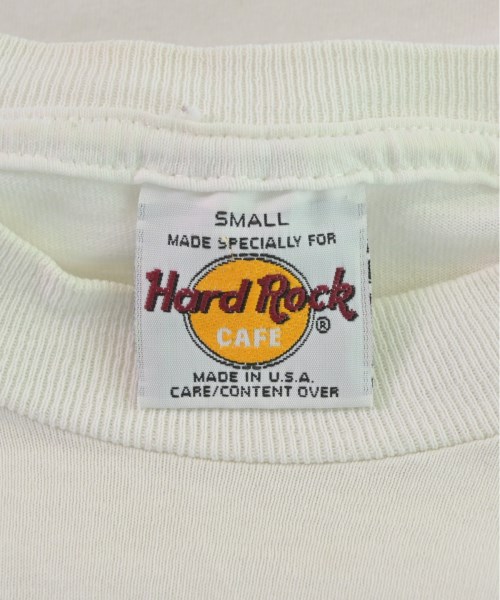 SMALL
MADE SPECIALLY FOR
Hard Rock
CAFE
®
MADE IN U.S.A.
CARE/CONTENT OVER